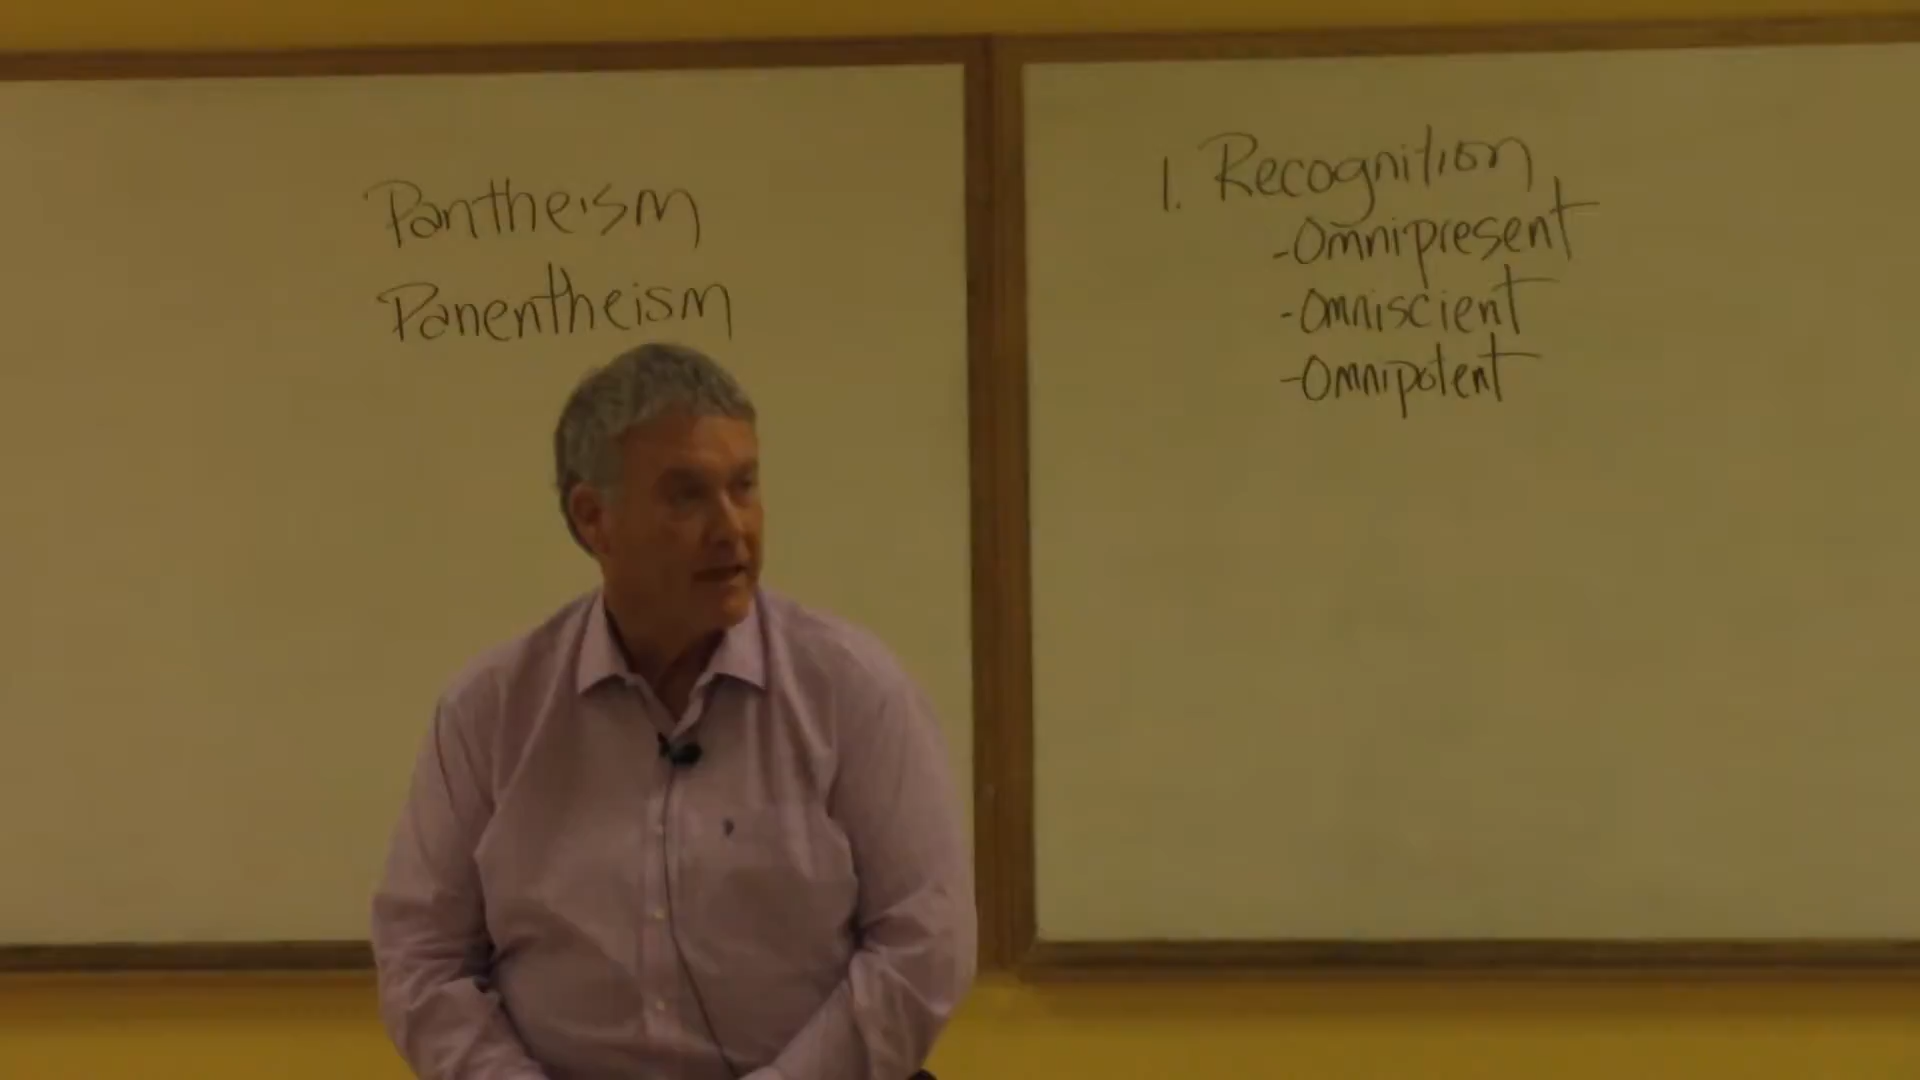 Pantheism
Panentheism
1. Recognition
-Omnipresent
-Omniscient
-Omnipotent